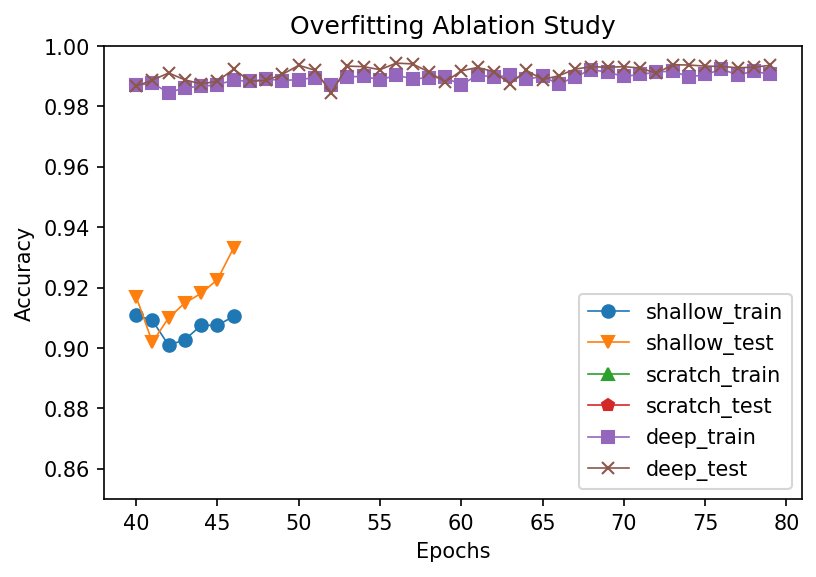 Overfitting Ablation Study
1.00
0.98
0.96
0.94
0.92
0.90
0.88
0.86
Accuracy
shallow_train
shallow_test
scratch_train
scratch_test
deep_train
deep_test
40 45 50 55 60 65 70 75 80
Epochs